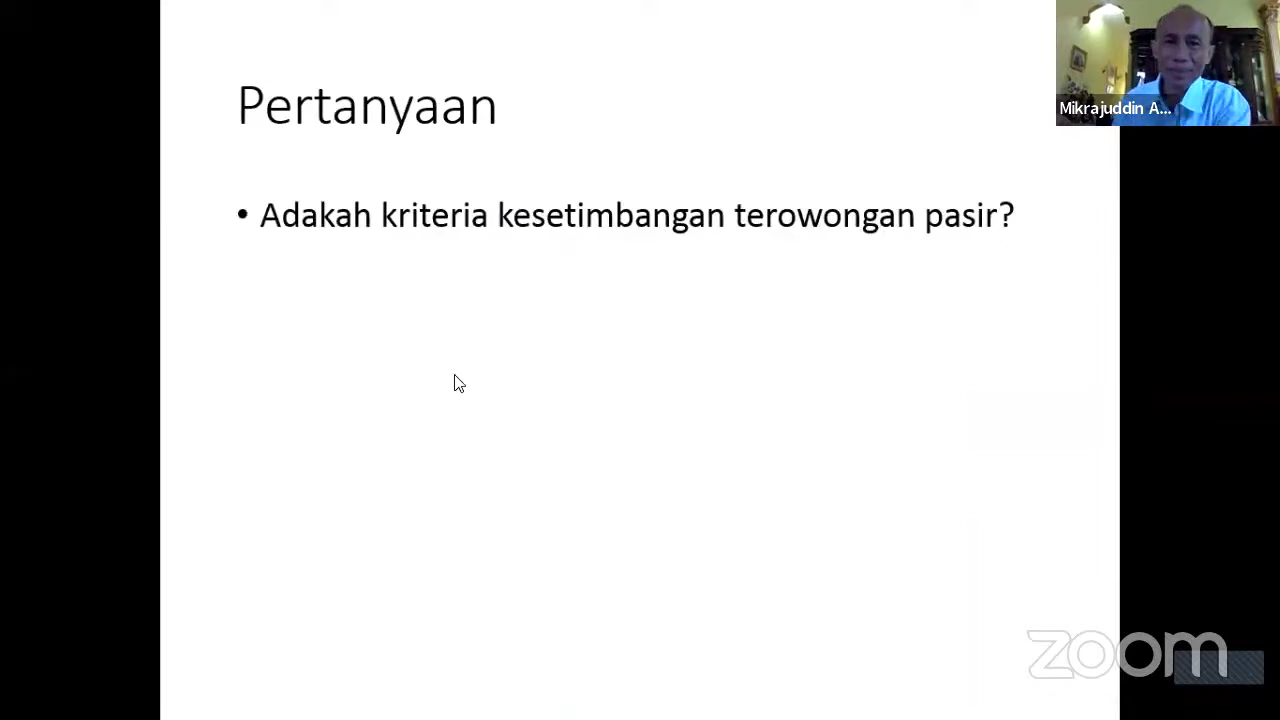 Pertanyaan
Mikrajuddin A...
• Adakah kriteria kesetimbangan terowongan pasir?
zoom